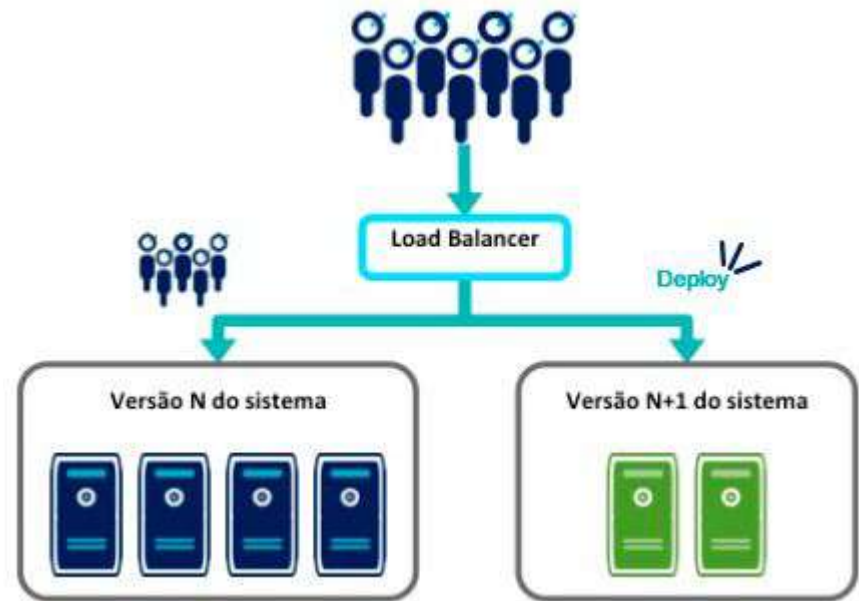 Load Balancer
Deploy
Versão N do sistema
Versão N+1 do sistema